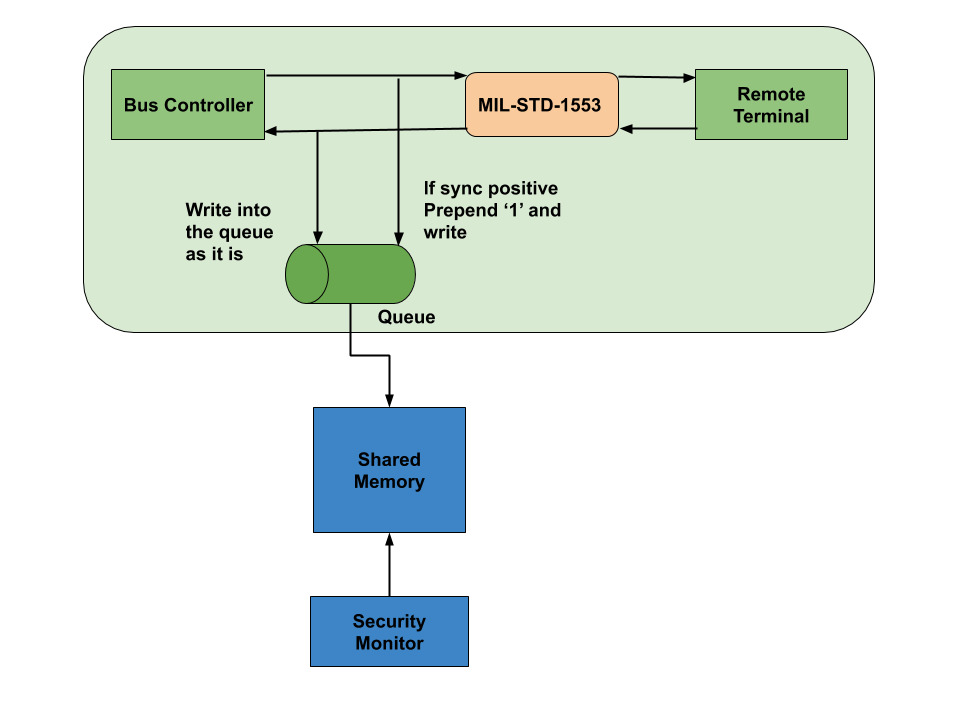 Bus Controller
MIL-STD-1553
Remote
Terminal
If sync positive
Prepend ‘1’ and
write
Write into
the queue
as it is
Queue
Shared
Memory
Security
Monitor